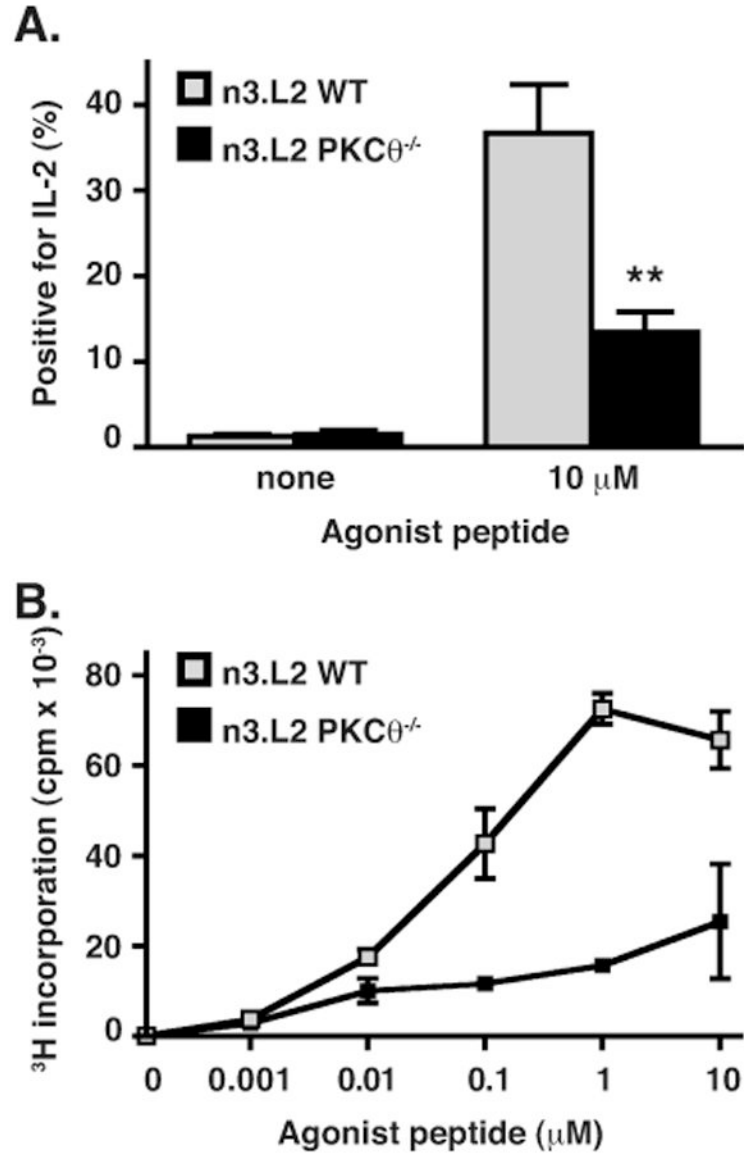 A.
n3.L2 WT
n3.L2 PKCθ-/-
Positive for IL-2 (%)
40
30
20
10
0
**
none
10 μM
Agonist peptide
B.
n3.L2 WT
n3.L2 PKCθ-/-
³H incorporation (cpm x 10⁻³)
80
60
40
20
0
0 0.001 0.01 0.1 1 10
Agonist peptide (μM)